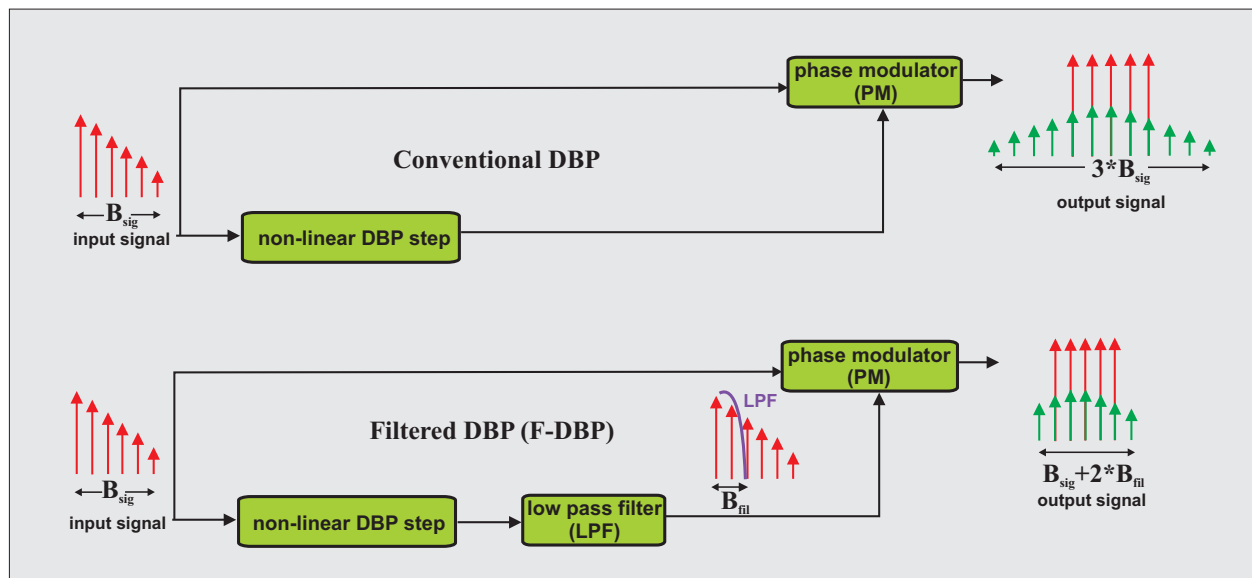 phase modulator
(PM)
Conventional DBP
3*Bsig
output signal
Bsig
input signal
non-linear DBP step
phase modulator
(PM)
LPF
Filtered DBP (F-DBP)
Bsig
input signal
Bfil
Bsig+2*Bfil
output signal
non-linear DBP step
low pass filter
(LPF)